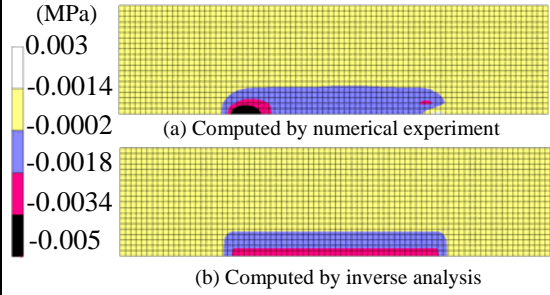 (MPa)
0.003
-0.0014
-0.0002
-0.0018
-0.0034
-0.005
(a) Computed by numerical experiment
(b) Computed by inverse analysis